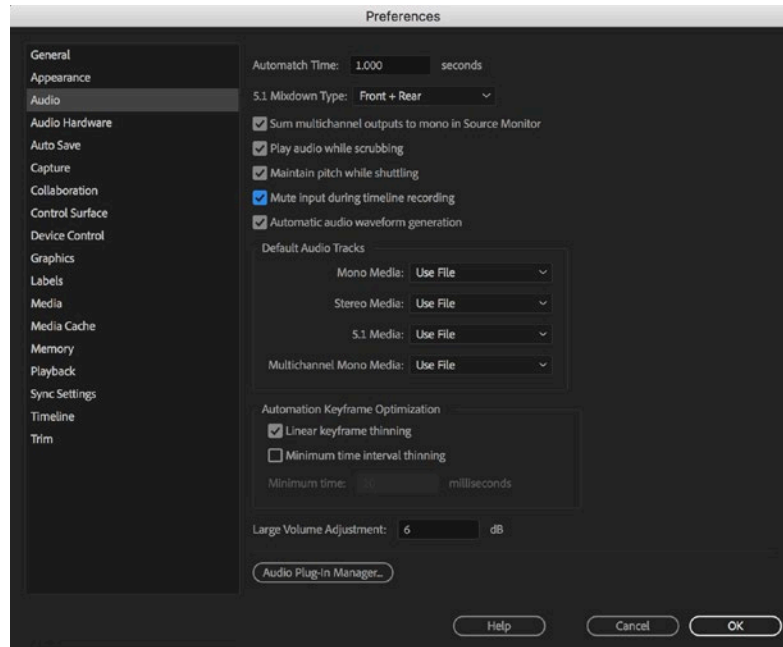 Preferences
General
Appearance
Audio
Audio Hardware
Auto Save
Capture
Collaboration
Control Surface
Device Control
Graphics
Labels
Media
Media Cache
Memory
Playback
Sync Settings
Timeline
Trim
Automatch Time: 1.000 seconds
5.1 Mixdown Type: Front + Rear
Sum multichannel outputs to mono in Source Monitor
Play audio while scrubbing
Maintain pitch while shuttling
Mute input during timeline recording
Automatic audio waveform generation
Default Audio Tracks
Mono Media: Use File
Stereo Media: Use File
5.1 Media: Use File
Multichannel Mono Media: Use File
Automation Keyframe Optimization
Linear keyframe thinning
Minimum time interval thinning
Minimum time: milliseconds
Large Volume Adjustment: 6 dB
Audio Plug-In Manager...
Help Cancel OK